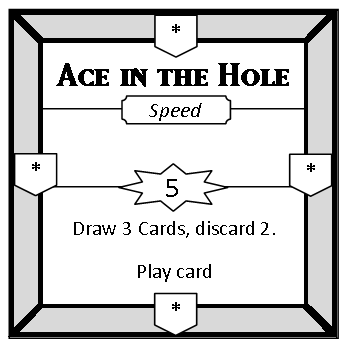 *
ACE IN THE HOLE
Speed
* *
5
Draw 3 Cards, discard 2.
Play card
*